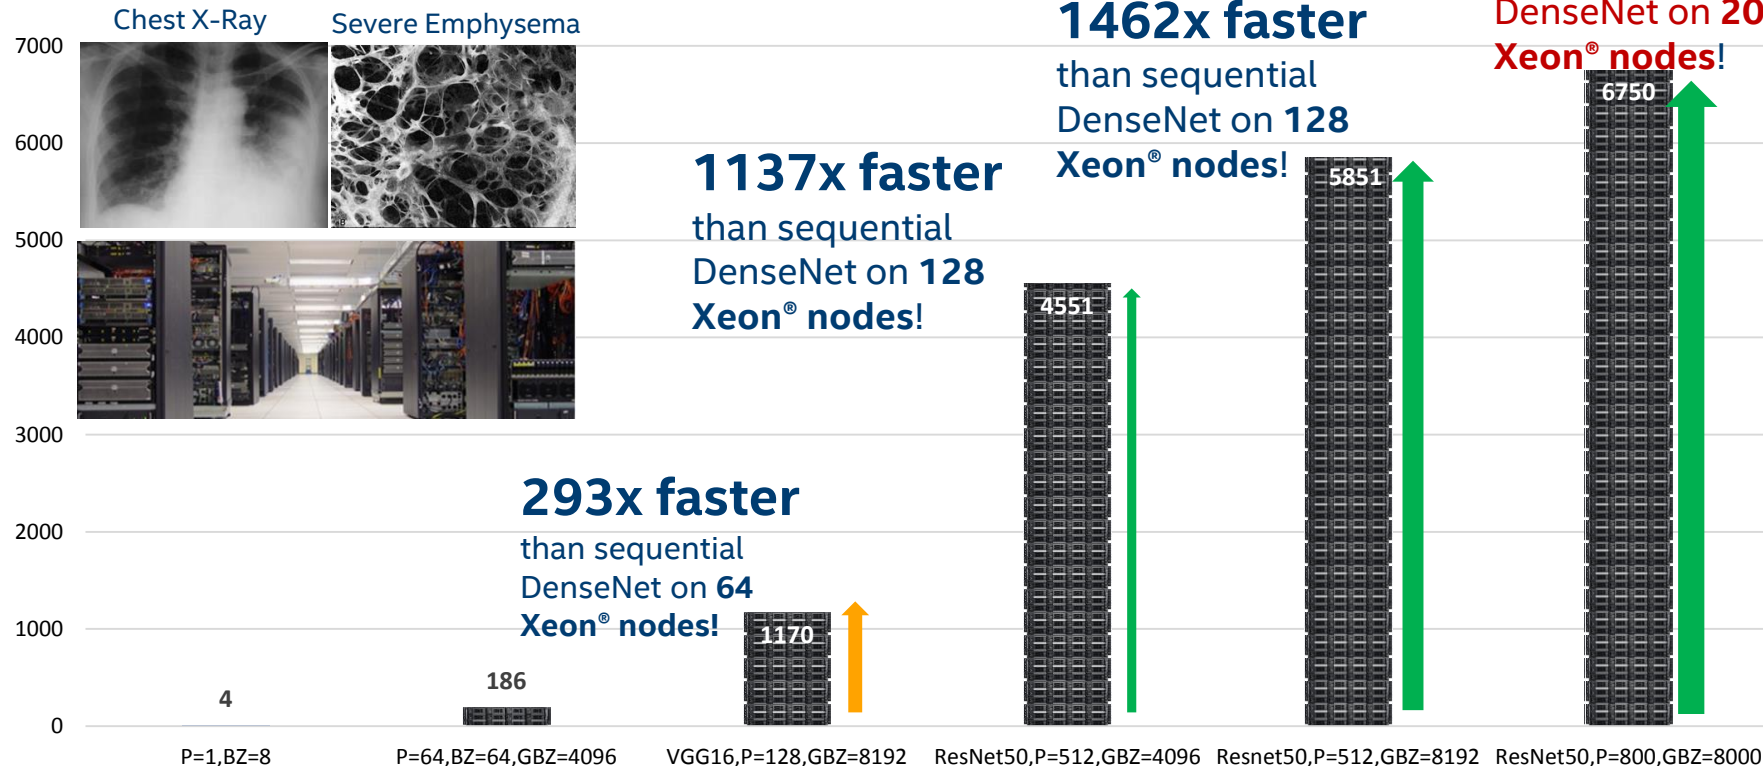 Chest X-Ray
Severe Emphysema
1462x faster
than sequential
DenseNet on 128
Xeon® nodes!
DenseNet on 20
Xeon® nodes!
1137x faster
than sequential
DenseNet on 128
Xeon® nodes!
293x faster
than sequential
DenseNet on 64
Xeon® nodes!
7000
6000
5000
4000
3000
2000
1000
0
4
186
1170
4551
5851
6750
P=1,BZ=8
P=64,BZ=64,GBZ=4096
VGG16,P=128,GBZ=8192
ResNet50,P=512,GBZ=4096
Resnet50,P=512,GBZ=8192
ResNet50,P=800,GBZ=8000